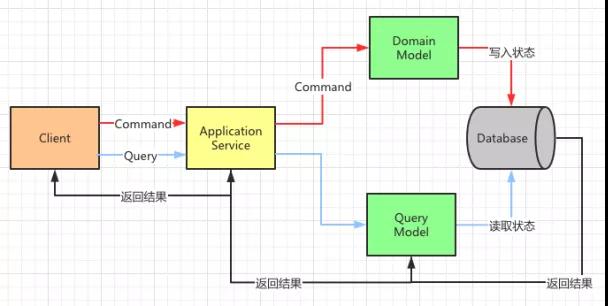 Domain
Model
写入状态
Command
Client
Command
Query
Application
Service
Database
返回结果
Query
Model
读取状态
返回结果
返回结果